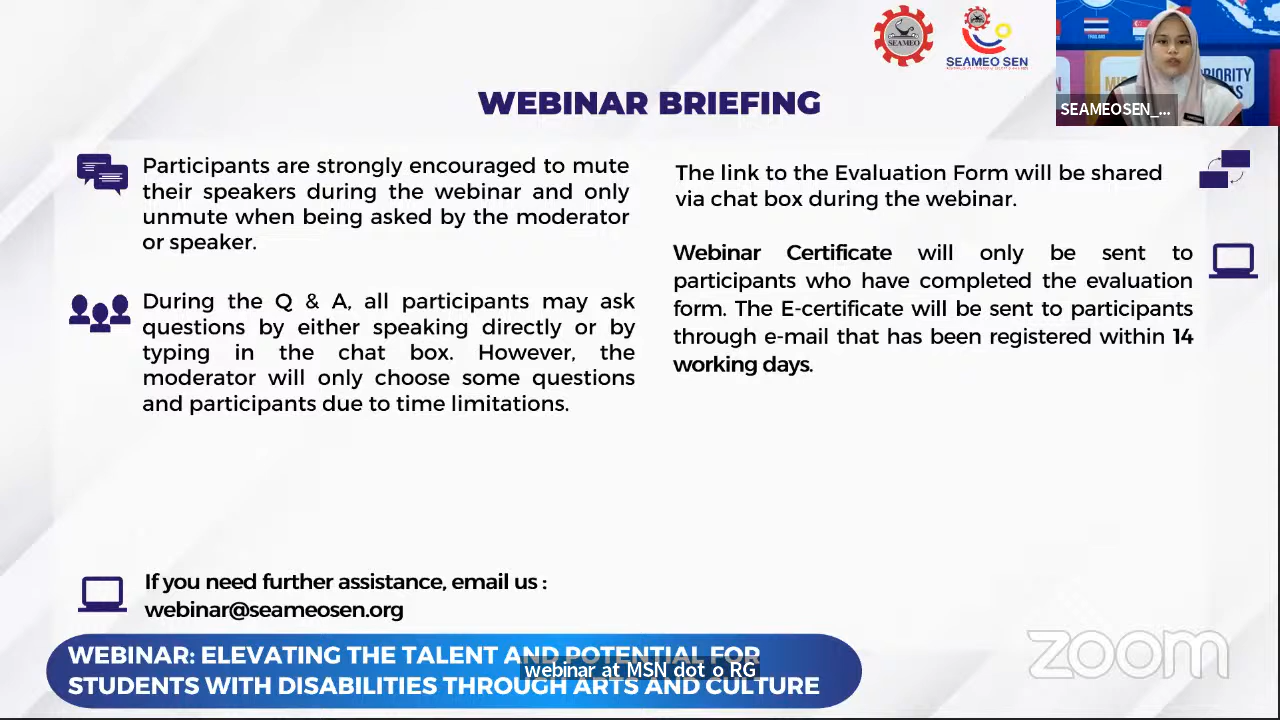 SEAMEO
SEAMEO SEN
WEBINAR BRIEFING
SEAMEOSEN_...
Participants are strongly encouraged to mute
their speakers during the webinar and only
unmute when being asked by the moderator
or speaker.
During the Q & A, all participants may ask
questions by either speaking directly or by
typing in the chat box. However, the
moderator will only choose some questions
and participants due to time limitations.
The link to the Evaluation Form will be shared
via chat box during the webinar.
Webinar Certificate will only be sent to
participants who have completed the evaluation
form. The E-certificate will be sent to participants
through e-mail that has been registered within 14
working days.
If you need further assistance, email us :
webinar@seameosen.org
WEBINAR: ELEVATING THE TALENT AND POTENTIAL FOR
STUDENTS WITH DISABILITIES THROUGH ARTS AND CULTURE
webinar at MSN dot o RG
zoom